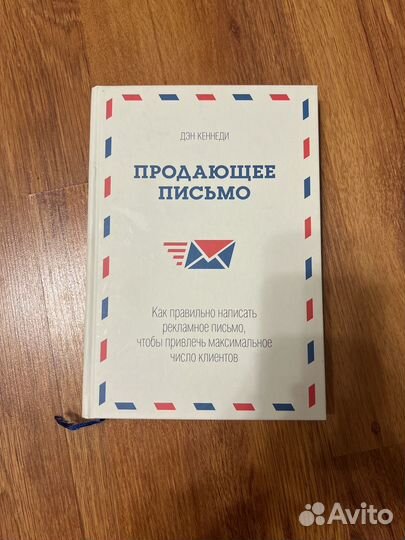 ДЭН КЕННЕДИ
ПРОДАЮЩЕЕ
ПИСЬМО
Как правильно написать
рекламное письмо,
чтобы привлечь максимальное
число клиентов
Avito